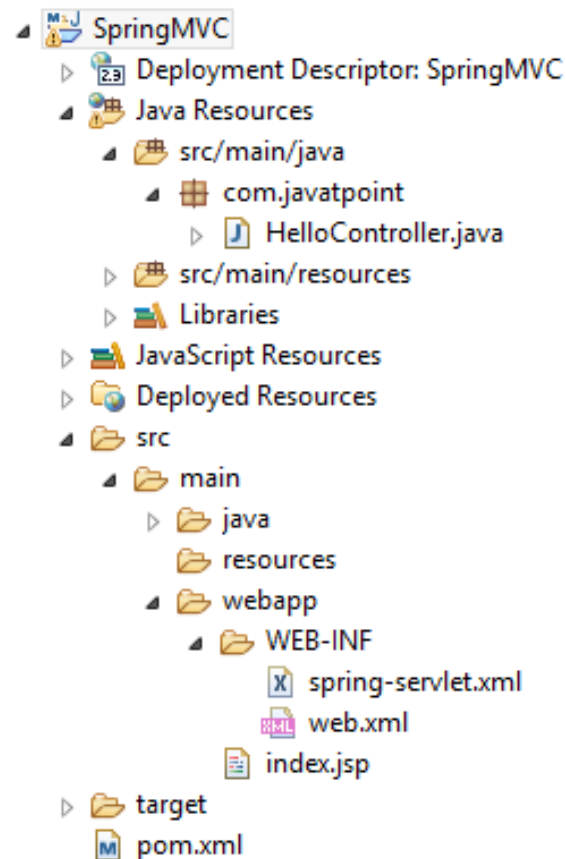 SpringMVC
Deployment Descriptor: SpringMVC
Java Resources
src/main/java
com.javatpoint
HelloController.java
src/main/resources
Libraries
JavaScript Resources
Deployed Resources
src
main
java
resources
webapp
WEB-INF
spring-servlet.xml
web.xml
index.jsp
target
pom.xml